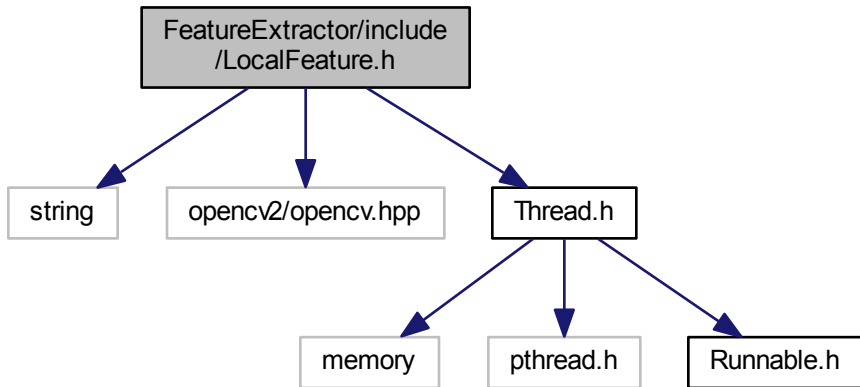 FeatureExtractor/include
/LocalFeature.h
string
opencv2/opencv.hpp
Thread.h
memory
pthread.h
Runnable.h